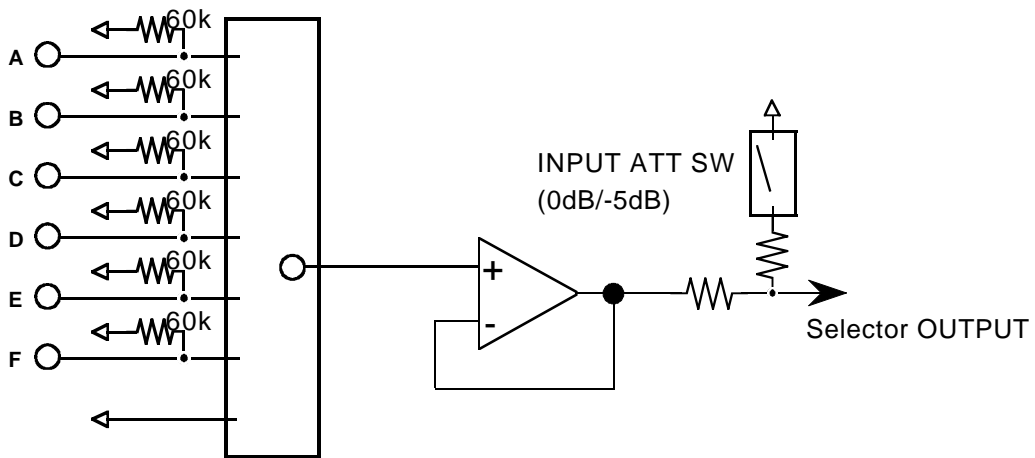 60k
A
60k
B
60k
C
60k
D
60k
E
60k
F
INPUT ATT SW
(0dB/-5dB)
+
-
Selector OUTPUT